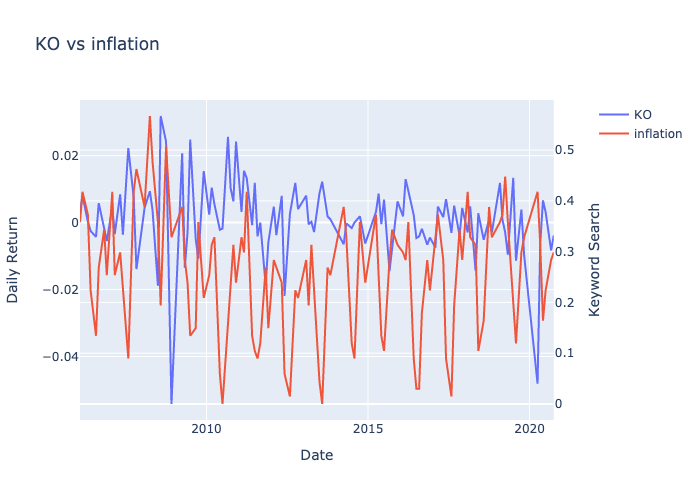 KO vs inflation
KO
inflation
0.02
0
−0.02
−0.04
0.5
0.4
0.3
0.2
0.1
0
2010
2015
2020
Date
Daily Return
Keyword Search